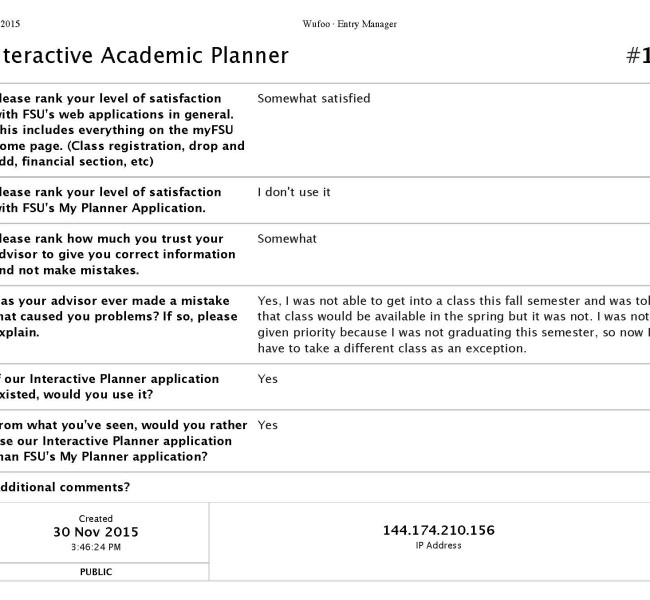 2015 Wufoo · Entry Manager
teractive Academic Planner #1
lease rank your level of satisfaction Somewhat satisfied
ith FSU's web applications in general.
his includes everything on the myFSU
ome page. (Class registration, drop and
dd, financial section, etc)
lease rank your level of satisfaction I don't use it
ith FSU's My Planner Application.
lease rank how much you trust your Somewhat
dvisor to give you correct information
nd not make mistakes.
as your advisor ever made a mistake Yes, I was not able to get into a class this fall semester and was tol
hat caused you problems? If so, please that class would be available in the spring but it was not. I was not
xplain. given priority because I was not graduating this semester, so now I
have to take a different class as an exception.
f our Interactive Planner application Yes
xisted, would you use it?
rom what you've seen, would you rather Yes
se our Interactive Planner application
han FSU's My Planner application?
dditional comments?
Created
30 Nov 2015
3:46:24 PM
PUBLIC
144.174.210.156
IP Address